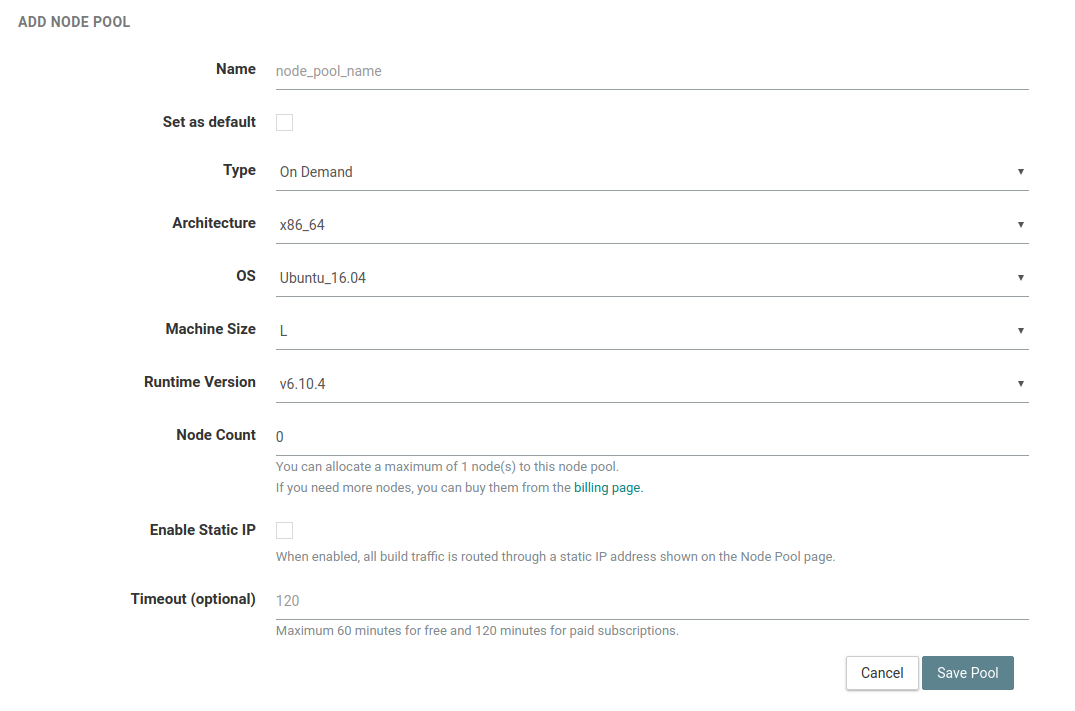 ADD NODE POOL
Name node_pool_name
Set as default
Type On Demand
Architecture x86_64
OS Ubuntu_16.04
Machine Size L
Runtime Version v6.10.4
Node Count 0
You can allocate a maximum of 1 node(s) to this node pool.
If you need more nodes, you can buy them from the billing page.
Enable Static IP
When enabled, all build traffic is routed through a static IP address shown on the Node Pool page.
Timeout (optional) 120
Maximum 60 minutes for free and 120 minutes for paid subscriptions.
Cancel Save Pool